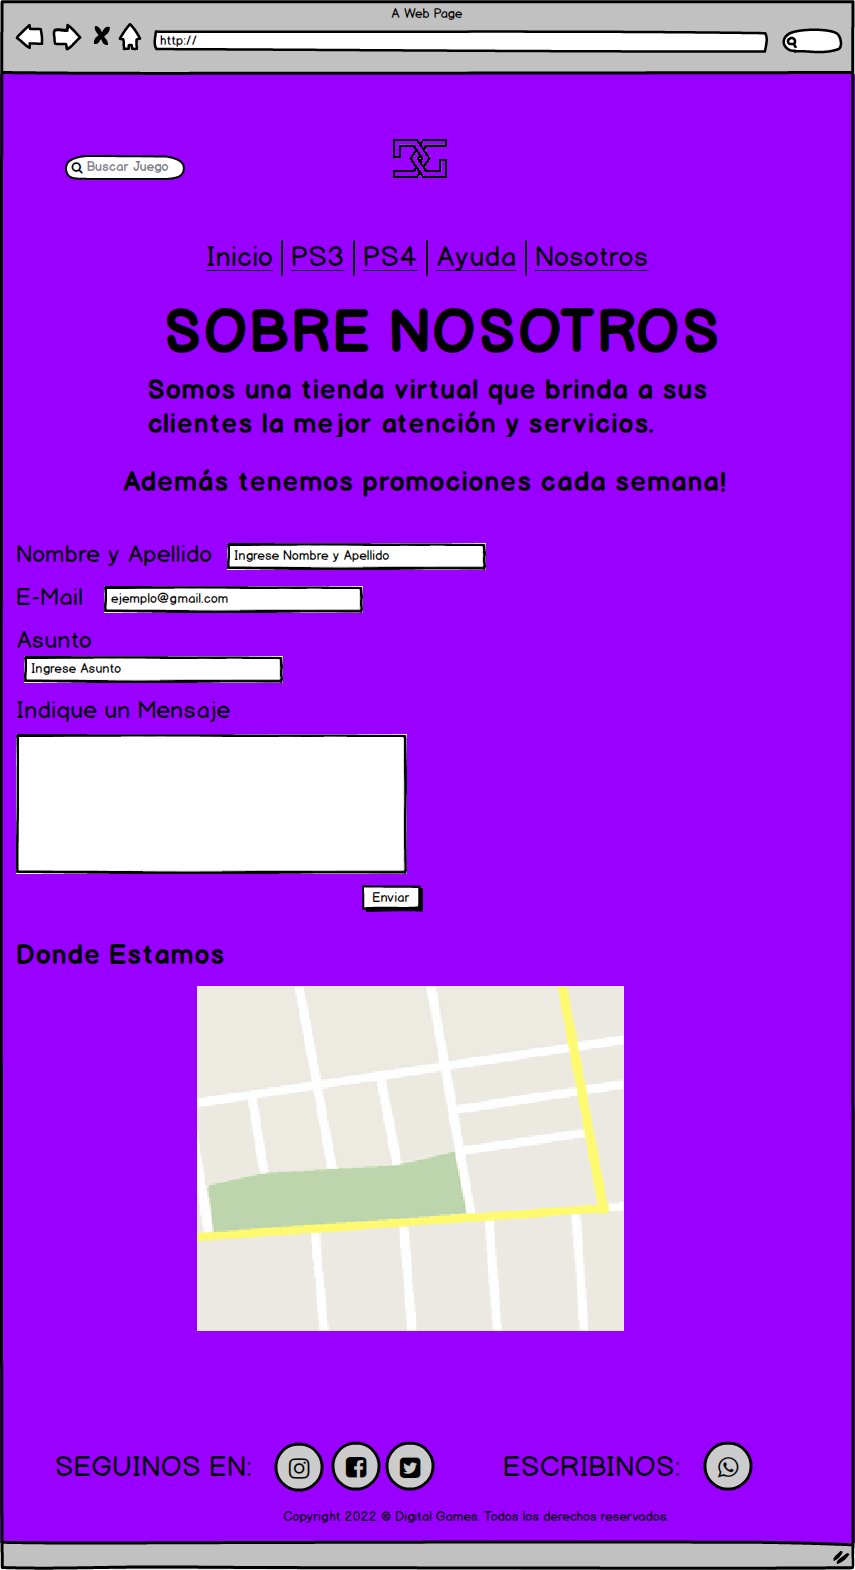 A Web Page
http://
Buscar Juego
Inicio PS3 PS4 Ayuda Nosotros
SOBRE NOSOTROS
Somos una tienda virtual que brinda a sus
clientes la mejor atención y servicios.
Además tenemos promociones cada semana!
Nombre y Apellido Ingrese Nombre y Apellido
E-Mail ejemplo@gmail.com
Asunto
Ingrese Asunto
Indique un Mensaje
Enviar
Donde Estamos
SEGUINOS EN: ESCRIBINOS:
Copyright 2022 © Digital Games. Todos los derechos reservados.